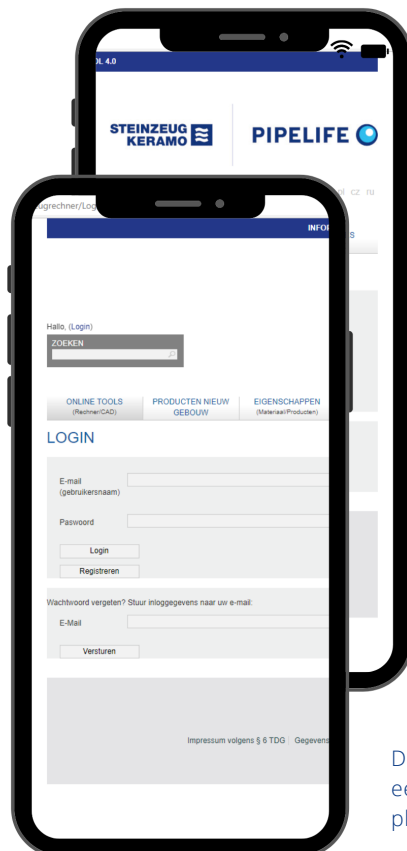 OL 4.0
STEINZEUG
KERAMO
PIPELIFE
ol cz ru
S
ugrechner/Log
INFOR
Hallo, (Login)
ZOEKEN
ONLINE TOOLS
(Rechner/CAD)
PRODUCTEN NIEUW
GEBOUW
EIGENSCHAPPEN
(Materiaal/Producten)
LOGIN
E-mail
(gebruikersnaam)
Paswoord
Login
Registreren
Wachtwoord vergeten? Stuur inloggegevens naar uw e-mail:
E-Mail
Versturen
Impressum volgens § 6 TDG | Gegevens
D
ee
pl